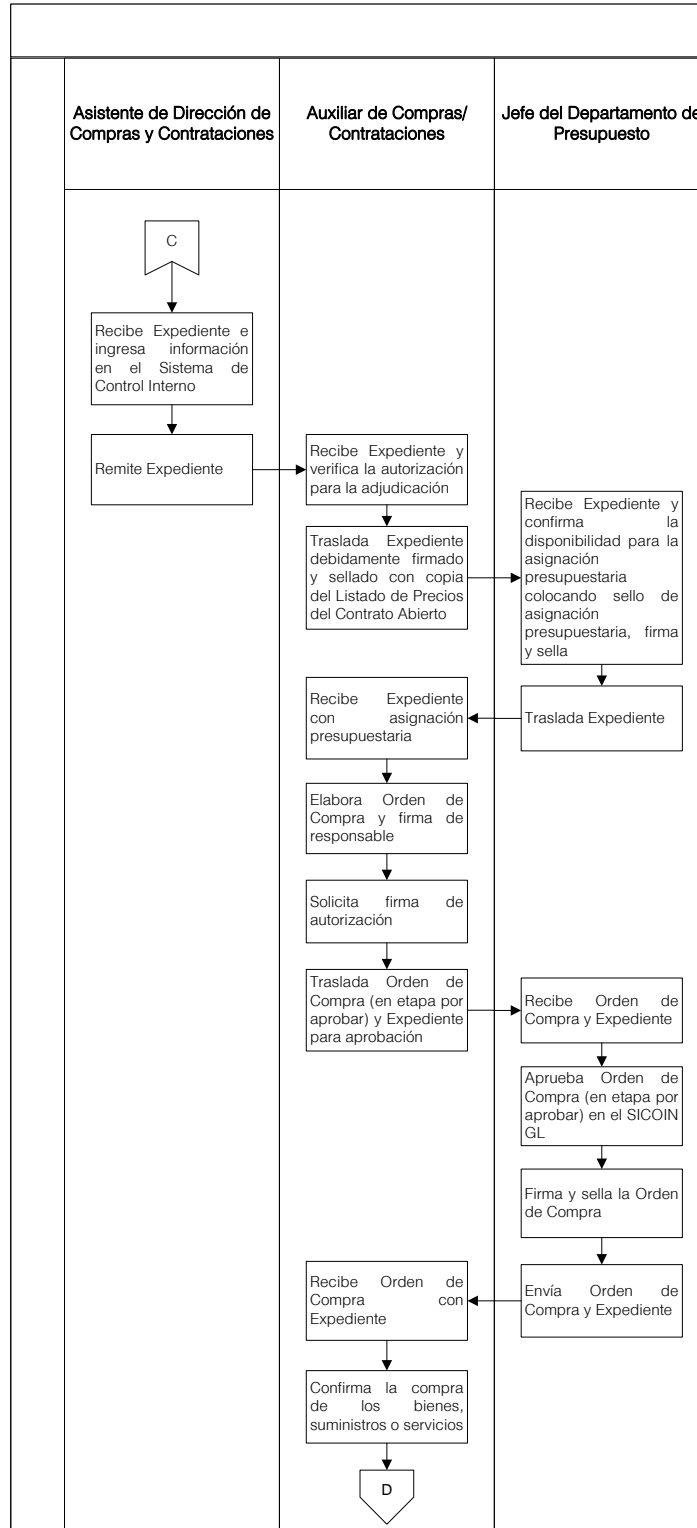 Asistente de Dirección de
Compras y Contrataciones
Auxiliar de Compras/
Contrataciones
Jefe del Departamento de
Presupuesto
C
Recibe Expediente e
ingresa información
en el Sistema de
Control Interno
Remite Expediente
Recibe Expediente y
verifica la autorización
para la adjudicación
Traslada Expediente
debidamente firmado
y sellado con copia
del Listado de Precios
del Contrato Abierto
Recibe Expediente y
confirma la
disponibilidad para la
asignación
presupuestaria
colocando sello de
asignación
presupuestaria, firma
y sella
Traslada Expediente
Recibe Expediente
con asignación
presupuestaria
Elabora Orden de
Compra y firma de
responsable
Solicita firma de
autorización
Traslada Orden de
Compra (en etapa por
aprobar) y Expediente
para aprobación
Recibe Orden de
Compra y Expediente
Aprueba Orden de
Compra (en etapa por
aprobar) en el SICOIN
GL
Firma y sella la Orden
de Compra
Envía Orden de
Compra y Expediente
Recibe Orden de
Compra con
Expediente
Confirma la compra
de los bienes,
suministros o servicios
D